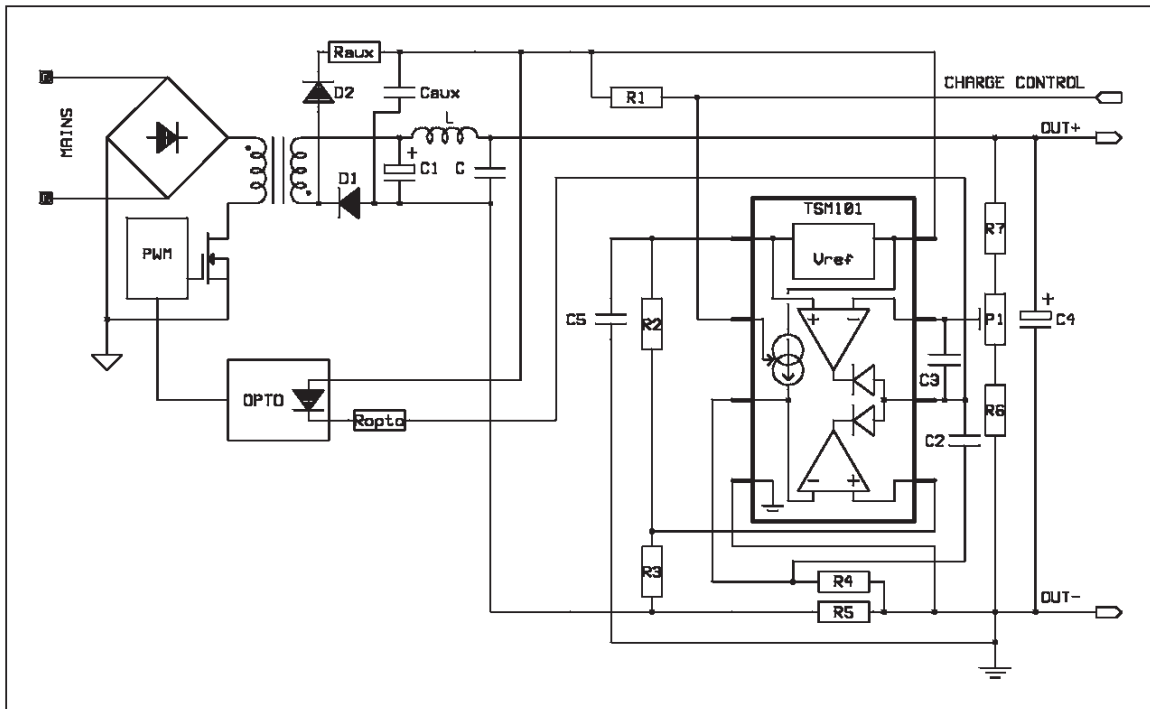 Raux
D2
Caux
R1
CHARGE CONTROL
L
OUT+
MAINS
+
C1
C
D1
TSM101
R7
PWM
Vref
C5
R2
+
-
P1
+
C4
C3
OPTO
Ropto
R6
C2
-
+
R3
R4
R5
OUT-